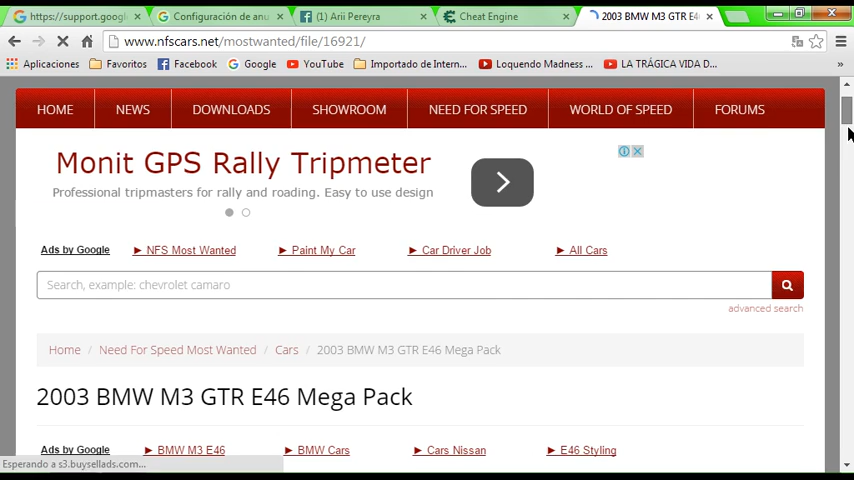 https://support.googl
Configuración de anu
(1) Arii Pereyra
Cheat Engine
2003 BMW M3 GTR E4
www.nfscars.net/mostwanted/file/16921/
Aplicaciones
Favoritos
Facebook
Google
YouTube
Importado de Intern...
Loquendo Madness ...
LA TRÁGICA VIDA D...
»
HOME
NEWS
DOWNLOADS
SHOWROOM
NEED FOR SPEED
WORLD OF SPEED
FORUMS
Monit GPS Rally Tripmeter
Professional tripmasters for rally and roading. Easy to use design
Ads by Google
► NFS Most Wanted
► Paint My Car
► Car Driver Job
► All Cars
Search, example: chevrolet camaro
advanced search
Home / Need For Speed Most Wanted / Cars / 2003 BMW M3 GTR E46 Mega Pack
2003 BMW M3 GTR E46 Mega Pack
Ads by Google
► BMW M3 E46
► BMW Cars
► Cars Nissan
► E46 Styling
Esperando a s3.buysellads.com...